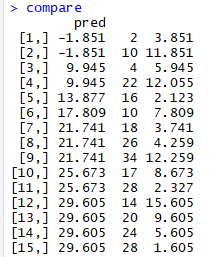 > compare
pred
[1,] -1.851 2 3.851
[2,] -1.851 10 11.851
[3,] 9.945 4 5.945
[4,] 9.945 22 12.055
[5,] 13.877 16 2.123
[6,] 17.809 10 7.809
[7,] 21.741 18 3.741
[8,] 21.741 26 4.259
[9,] 21.741 34 12.259
[10,] 25.673 17 8.673
[11,] 25.673 28 2.327
[12,] 29.605 14 15.605
[13,] 29.605 20 9.605
[14,] 29.605 24 5.605
[15,] 29.605 28 1.605